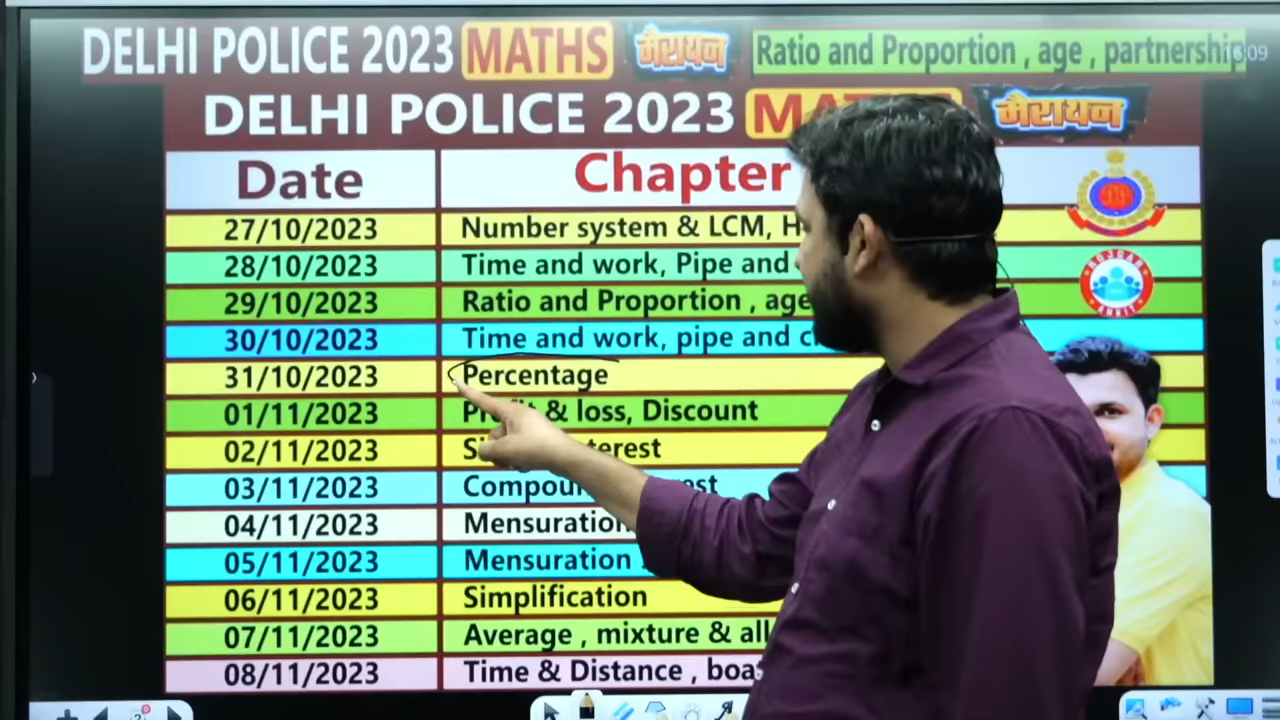 DELHI POLICE 2023 MATHS मैरायन Ratio and Proportion , age , partnership
DELHI POLICE 2023 मैरायन
Date Chapter
27/10/2023 Number system & LCM,
28/10/2023 Time and work, Pipe and
29/10/2023 Ratio and Proportion , age
30/10/2023 Time and work, pipe and
31/10/2023 Percentage
01/11/2023 & loss, Discount
02/11/2023
03/11/2023
04/11/2023 Mensuration
05/11/2023 Mensuration
06/11/2023 Simplification
07/11/2023 Average , mixture &
08/11/2023 Time & Distance ,
ROJGAR
ANKIT